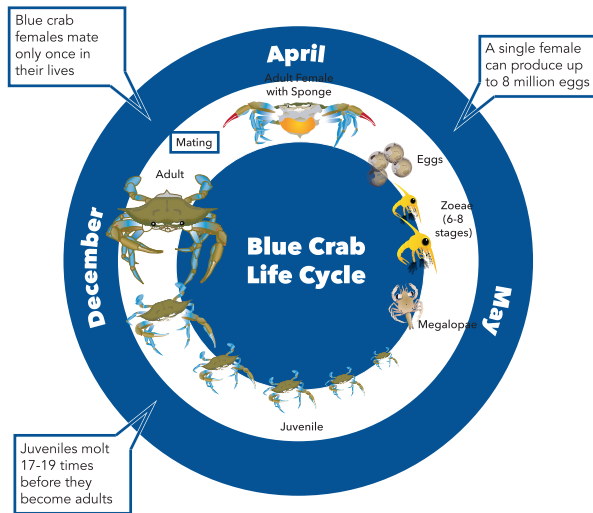 Blue crab
females mate
only once in
their lives
April
A single female
can produce up
to 8 million eggs
Adult Female
with Sponge
Mating
Eggs
Adult
Zoeae
(6-8
stages)
December
Blue Crab
Life Cycle
May
Megalopae
Juvenile
Juveniles molt
17-19 times
before they
become adults